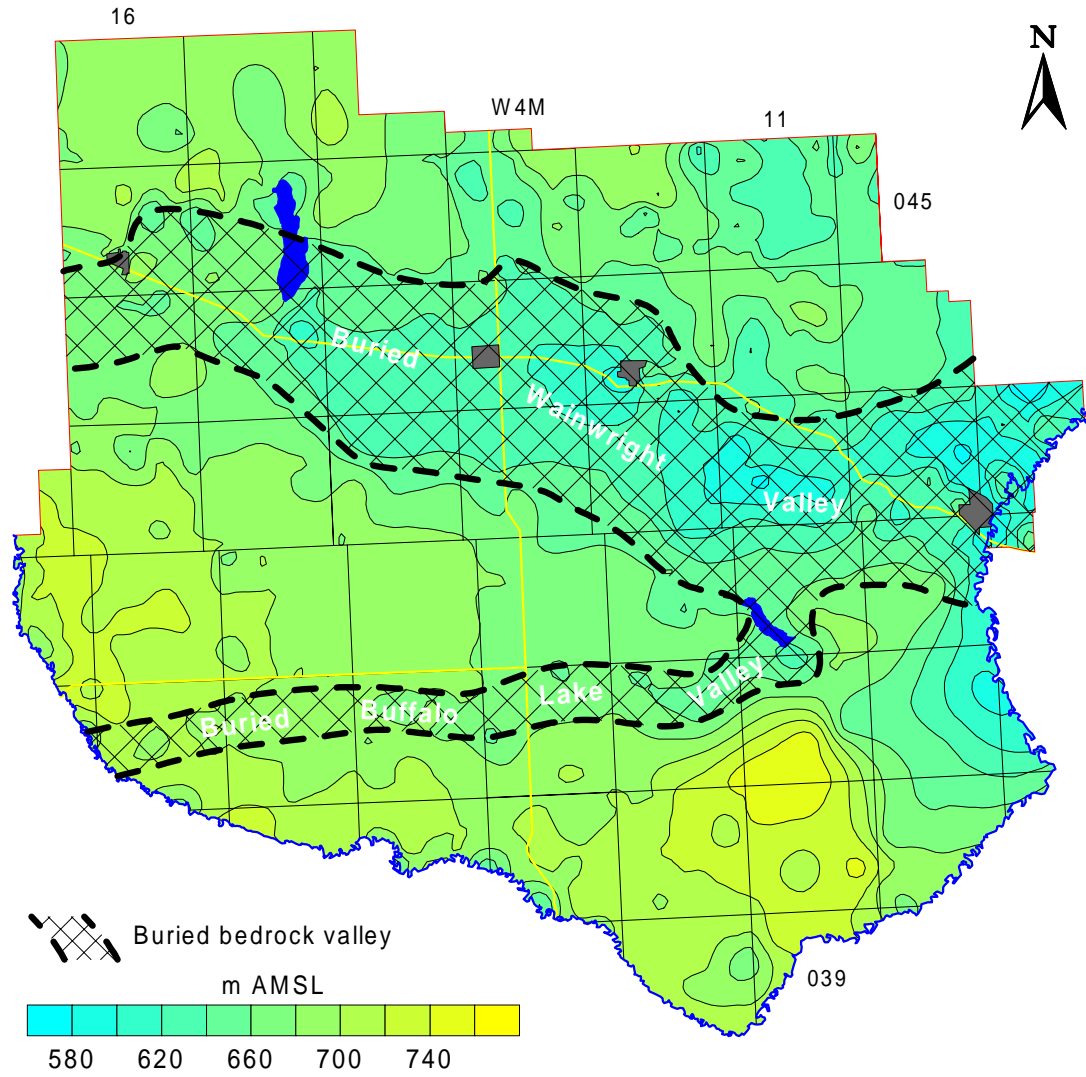 16
N
W4M
11
045
Buried
Wainwright
Valley
Buried Buffalo Lake Valley
Buried bedrock valley
039
m AMSL
580 620 660 700 740